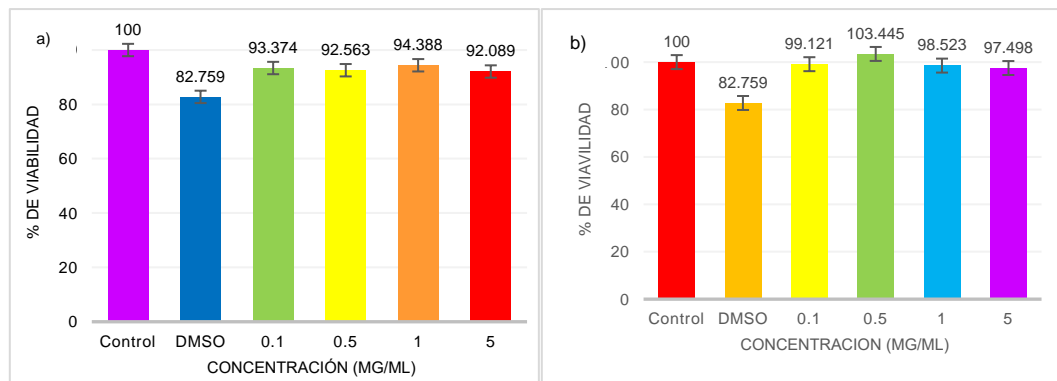 a)
100
93.374
92.563
94.388
92.089
82.759
80
60
40
20
0
% DE VIABILIDAD
Control DMSO 0.1 0.5 1 5
CONCENTRACIÓN (MG/ML)
b)
100
99.121
103.445
98.523
97.498
82.759
.00
80
60
40
20
0
% DE VIAVILIDAD
Control DMSO 0.1 0.5 1 5
CONCENTRACION (MG/ML)